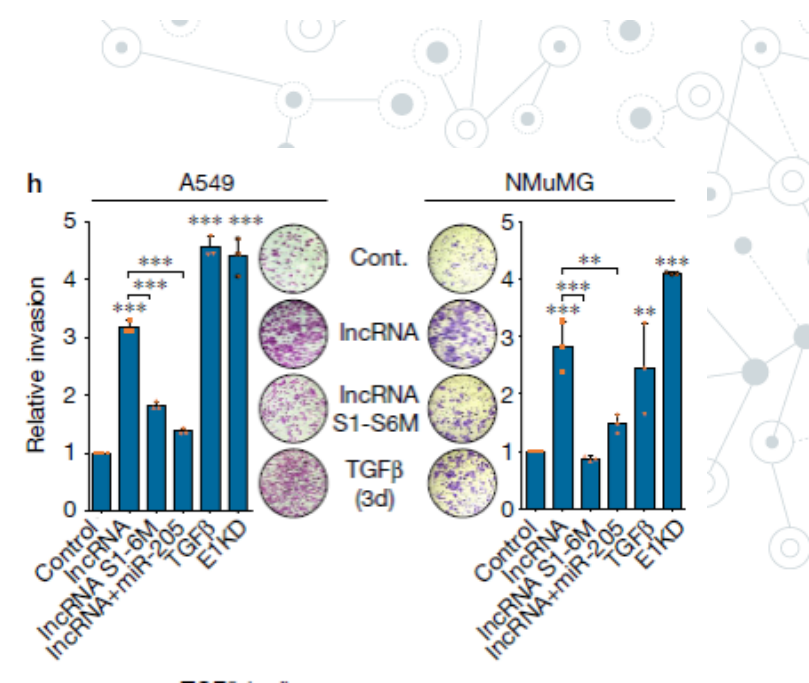 h
A549
NMuMG
Relative invasion
5
4
3
2
1
0
*** ***
***
***
***
Control
lncRNA
lncRNA S1-6M
lncRNA+miR-205
TGFβ
E1KD
Cont.
lncRNA
lncRNA
S1-S6M
TGFβ
(3d)
5
4
3
2
1
0
**
***
***
**
***
Control
lncRNA
lncRNA S1-6M
lncRNA+miR-205
TGFβ
E1KD